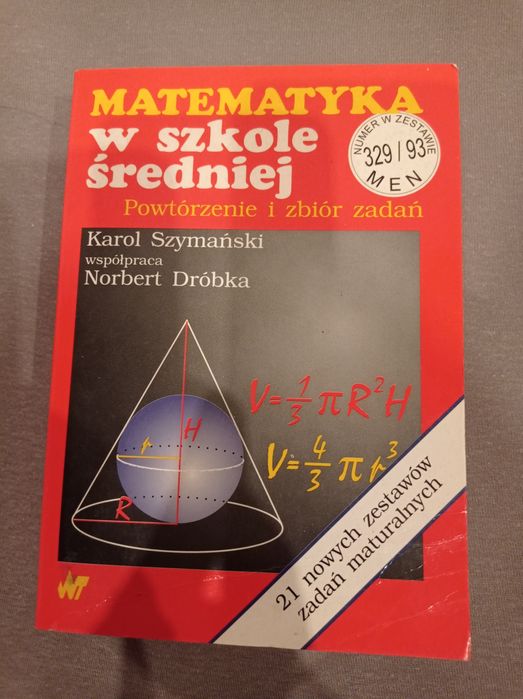 MATEMATYKA
w szkole
średniej
NUMER W ZESTAWIE
329 / 93
MEN
Powtórzenie i zbiór zadań
Karol Szymański
współpraca
Norbert Dróbka
V=1/3 πR²H
V=4/3 πr³
H
r
R
21 nowych zestawów
zadań maturalnych
WNT